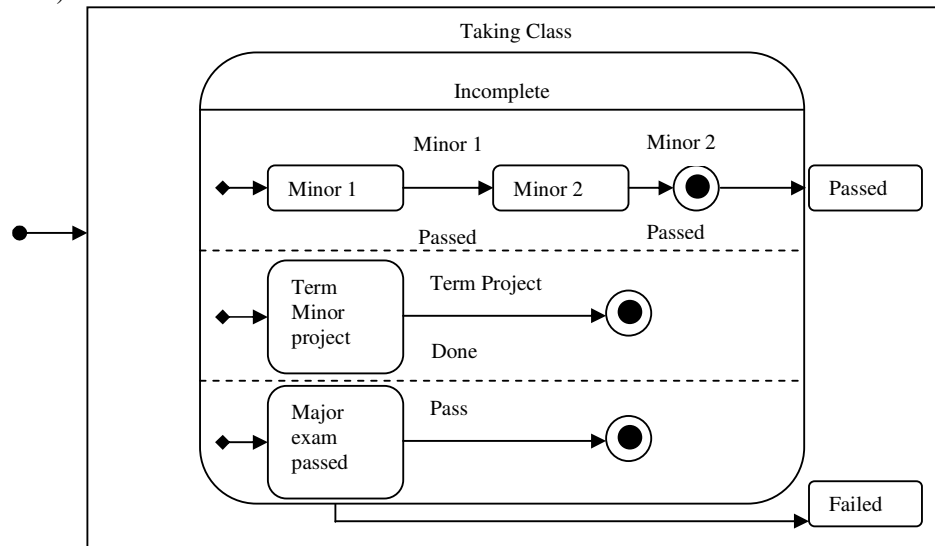 )
Taking Class
Incomplete
Minor 1
Minor 2
Minor 1
Minor 2
Passed
Passed
Passed
Term
Minor
project
Term Project
Done
Major
exam
passed
Pass
Failed